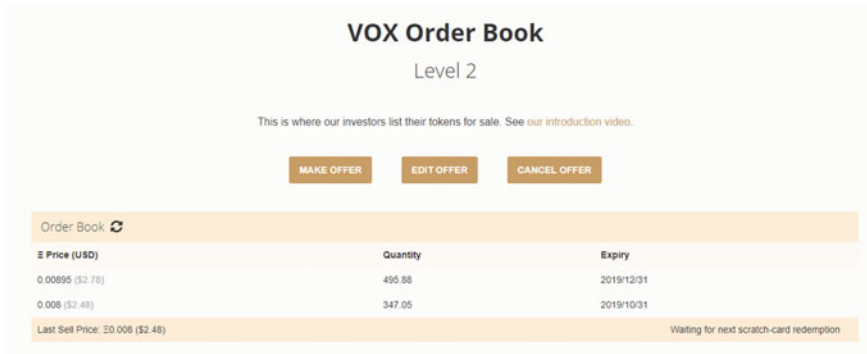 VOX Order Book
Level 2
This is where our investors list their tokens for sale. See our introduction video.
MAKE OFFER EDIT OFFER CANCEL OFFER
Order Book
Ξ Price (USD) Quantity Expiry
0.00895 ($2.78) 495.88 2019/12/31
0.008 ($2.48) 347.05 2019/10/31
Last Sell Price: Ξ0.008 ($2.48) Waiting for next scratch-card redemption